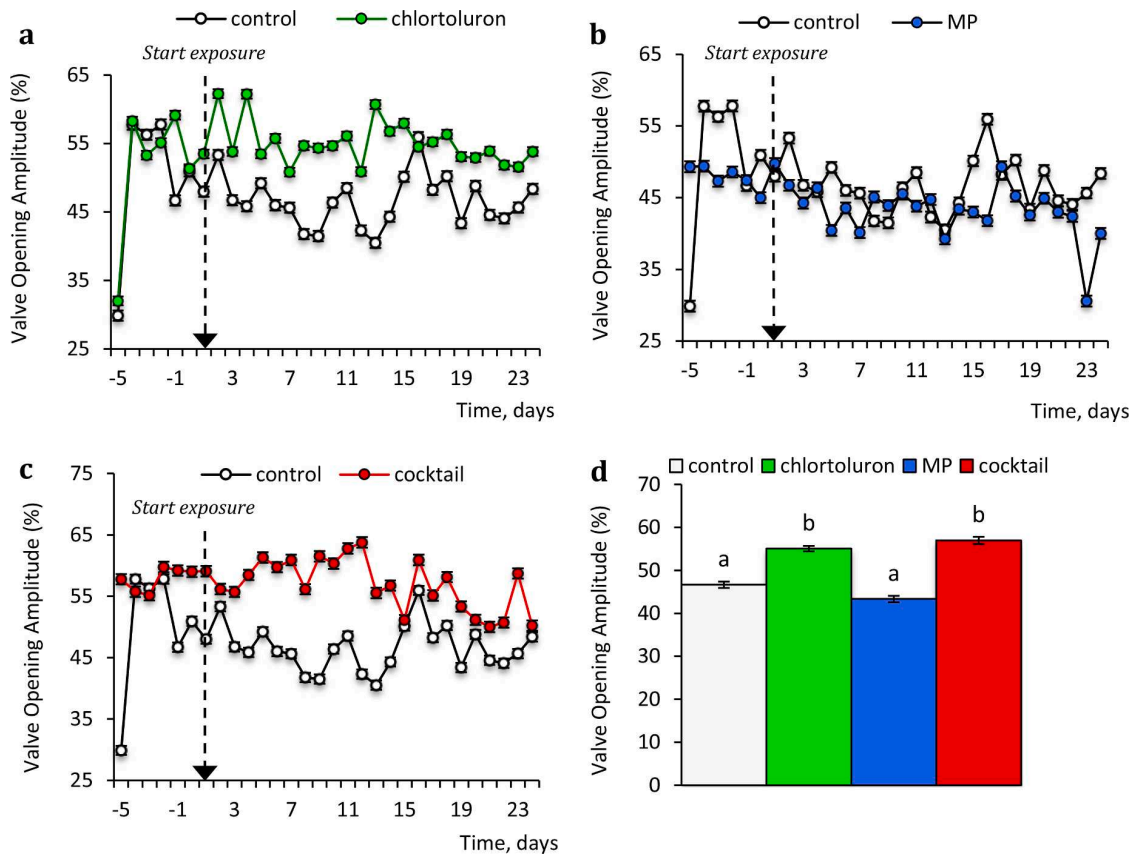 a
control chlortoluron
Start exposure
Valve Opening Amplitude (%)
65
55
45
35
25
-5 -1 3 7 11 15 19 23
Time, days
b
control MP
Start exposure
Valve Opening Amplitude (%)
65
55
45
35
25
-5 -1 3 7 11 15 19 23
Time, days
c
control cocktail
Start exposure
Valve Opening Amplitude (%)
75
65
55
45
35
25
-5 -1 3 7 11 15 19 23
Time, days
d
control chlortoluron MP cocktail
Valve Opening Amplitude (%)
70
60
50
40
30
20
10
0
a b a b